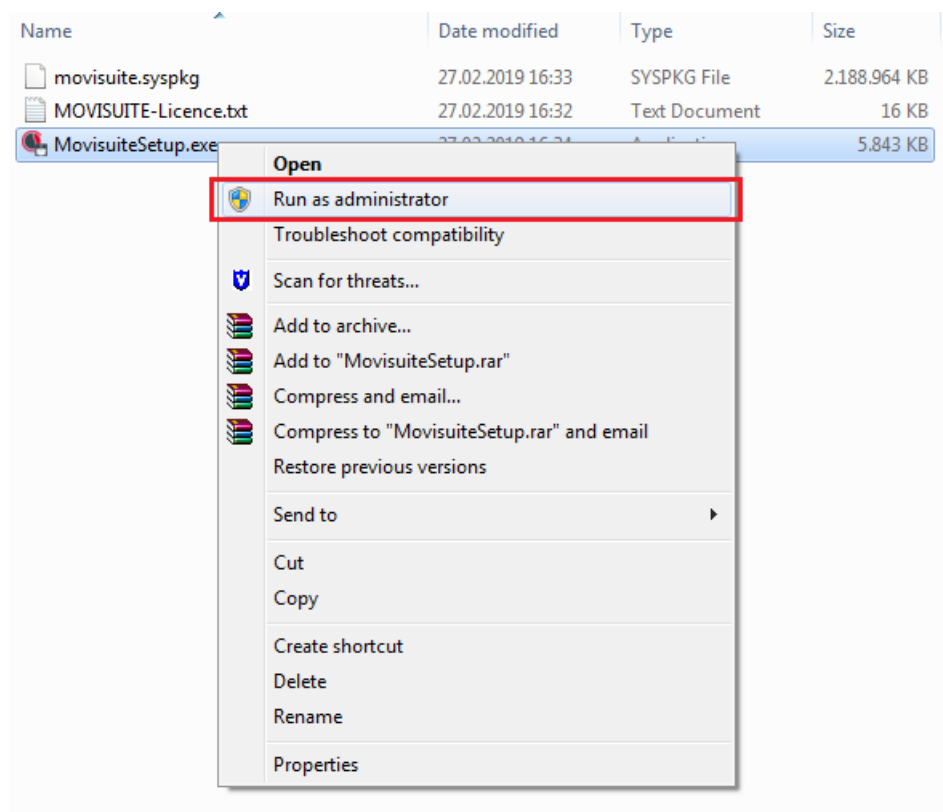 Name Date modified Type Size
movisuite.syspkg 27.02.2019 16:33 SYSPKG File 2.188.964 KB
MOVISUITE-Licence.txt 27.02.2019 16:32 Text Document 16 KB
MovisuiteSetup.exe 5.843 KB
Open
Run as administrator
Troubleshoot compatibility
Scan for threats...
Add to archive...
Add to "MovisuiteSetup.rar"
Compress and email...
Compress to "MovisuiteSetup.rar" and email
Restore previous versions
Send to
Cut
Copy
Create shortcut
Delete
Rename
Properties